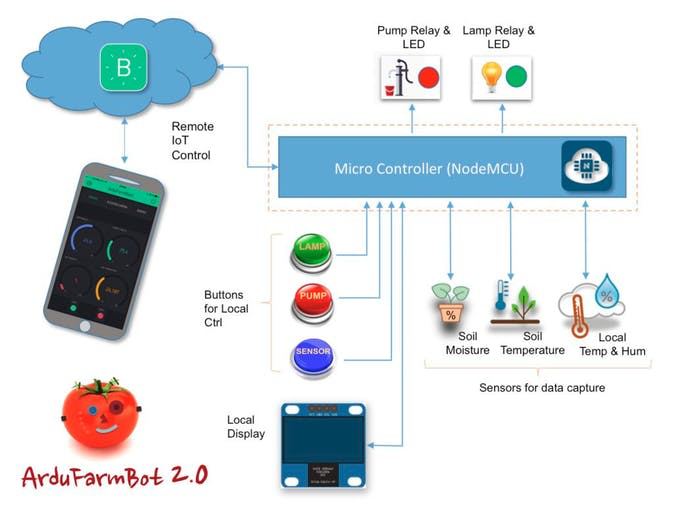 Pump Relay &
LED
Lamp Relay &
LED
B
Remote
IoT
Control
Micro Controller (NodeMCU)
N
LAMP
PUMP
SENSOR
Buttons
for Local
Ctrl
%
%
Soil
Moisture
Soil
Temperature
Local
Temp & Hum
Sensors for data capture
Local
Display
ArduFarmBot 2.0